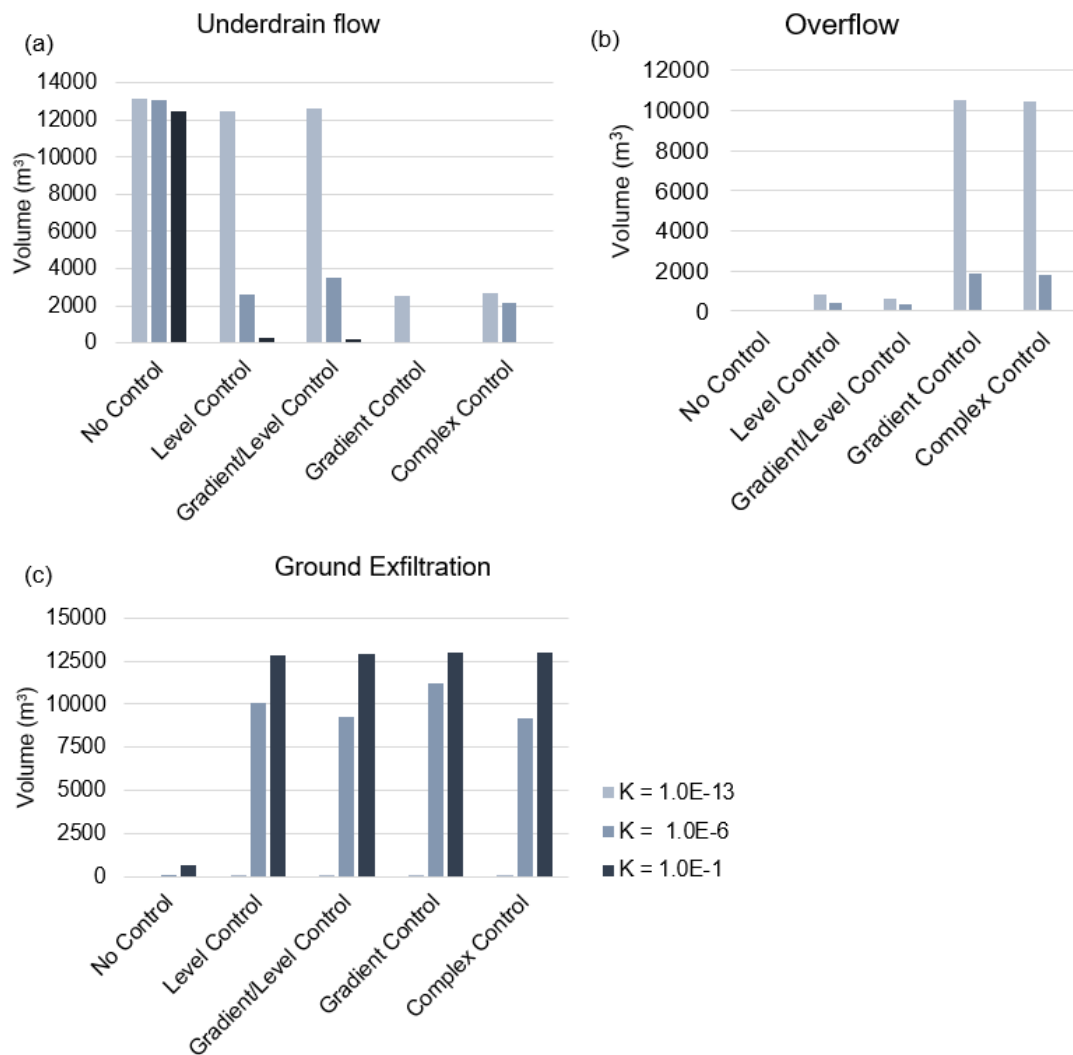 (a)
Underdrain flow
Volume (m³)
14000
12000
10000
8000
6000
4000
2000
0
No Control
Level Control
Gradient/Level Control
Gradient Control
Complex Control
(b)
Overflow
Volume (m³)
12000
10000
8000
6000
4000
2000
0
No Control
Level Control
Gradient/Level Control
Gradient Control
Complex Control
(c)
Ground Exfiltration
Volume (m³)
15000
12500
10000
7500
5000
2500
0
No Control
Level Control
Gradient/Level Control
Gradient Control
Complex Control
K = 1.0E-13
K = 1.0E-6
K = 1.0E-1